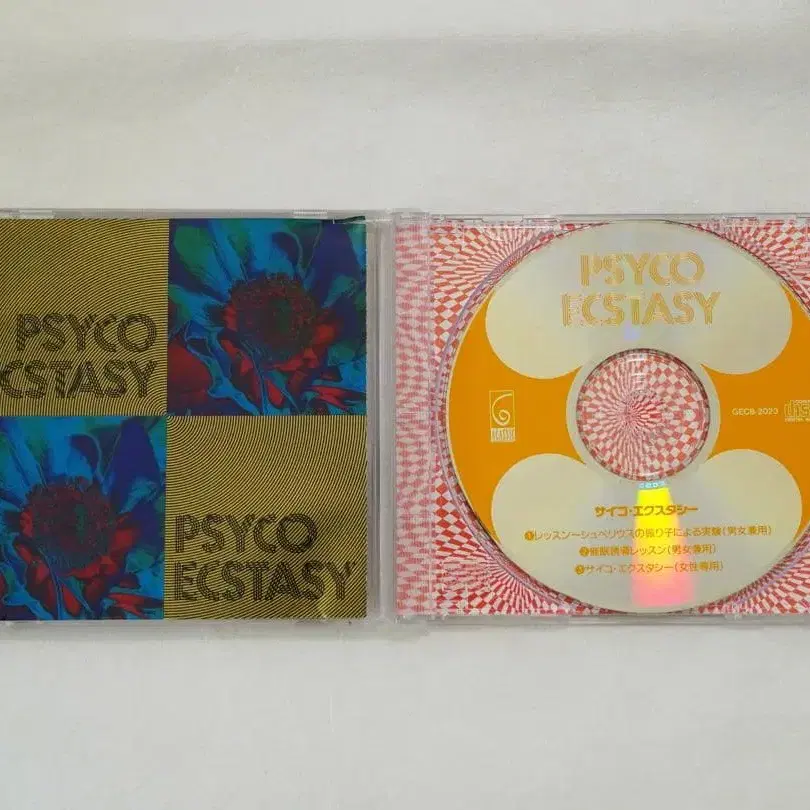 PSYCO
ECSTASY
PSYCO
ECSTASY
PSYCO
ECSTASY
GECB 2023
サイコ・エクスタシー
①レッスン〜シュベリウスの振り子による実験(男女兼用)
②催眠誘導レッスン(男女兼用)
③サイコ・エクスタシー(女性専用)